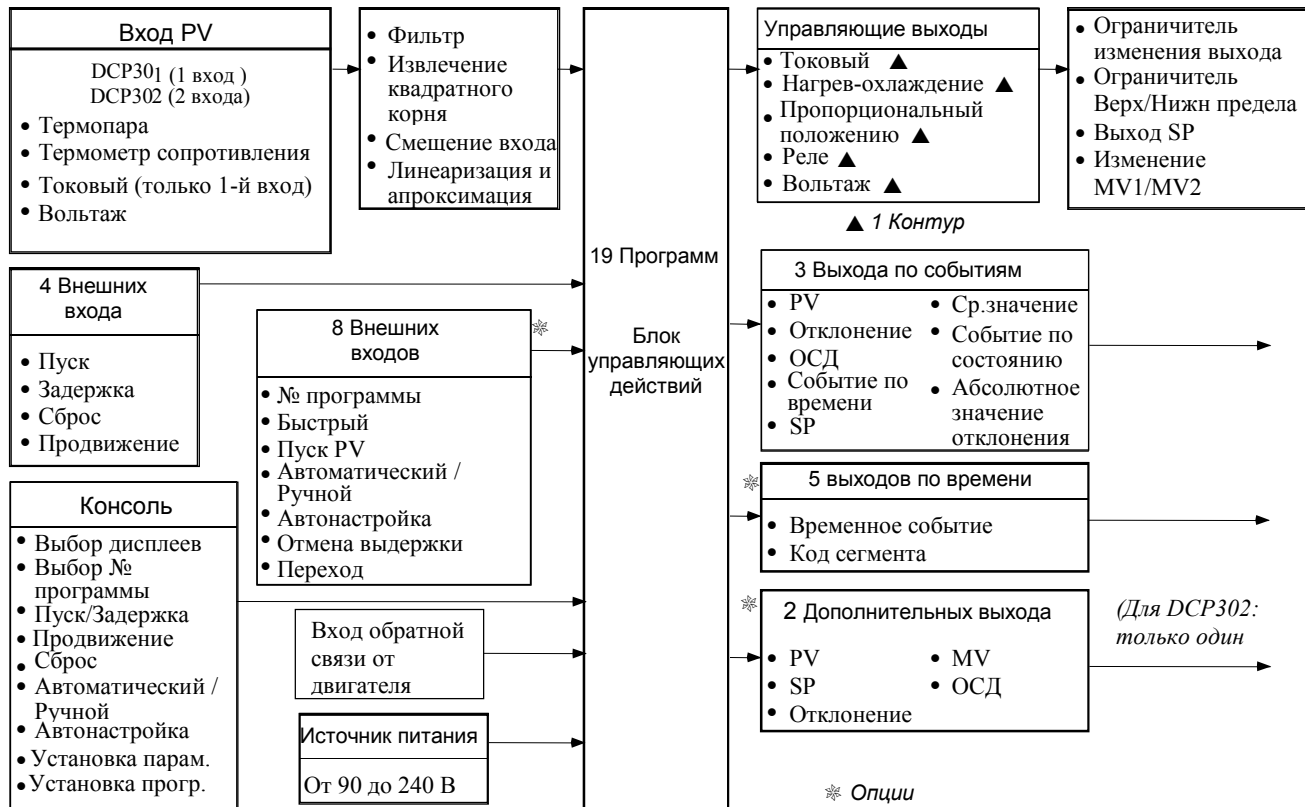 Вход PV
DCP301 (1 вход )
DCP302 (2 входа)
• Термопара
• Термометр сопротивления
• Токовый (только 1-й вход)
• Вольтаж
• Фильтр
• Извлечение
квадратного
корня
• Смещение входа
• Линеаризация и
апроксимация
Управляющие выходы
• Токовый ▲
• Нагрев-охлаждение ▲
• Пропорциональный
положению ▲
• Реле ▲
• Вольтаж ▲
▲ 1 Контур
• Ограничитель
изменения выхода
• Ограничитель
Верх/Нижн предела
• Выход SP
• Изменение
MV1/MV2
19 Программ
Блок
управляющих
действий
4 Внешних
входа
• Пуск
• Задержка
• Сброс
• Продвижение
8 Внешних
входов
• № программы
• Быстрый
• Пуск PV
• Автоматический /
Ручной
• Автонастройка
• Отмена выдержки
• Переход
3 Выхода по событиям
• PV
• Отклонение
• ОСД
• Событие по
времени
• SP
• Ср.значение
• Событие по
состоянию
• Абсолютное
значение
отклонения
Консоль
• Выбор дисплеев
• Выбор №
программы
• Пуск/Задержка
• Продвижение
• Сброс
• Автоматический /
Ручной
• Автонастройка
• Установка парам.
• Установка прогр.
5 выходов по времени
• Временное событие
• Код сегмента
Вход обратной
связи от
двигателя
2 Дополнительных выхода
• PV
• SP
• Отклонение
• MV
• ОСД
(Для DCP302:
только один
Источник питания
От 90 до 240 В
❋ Опции